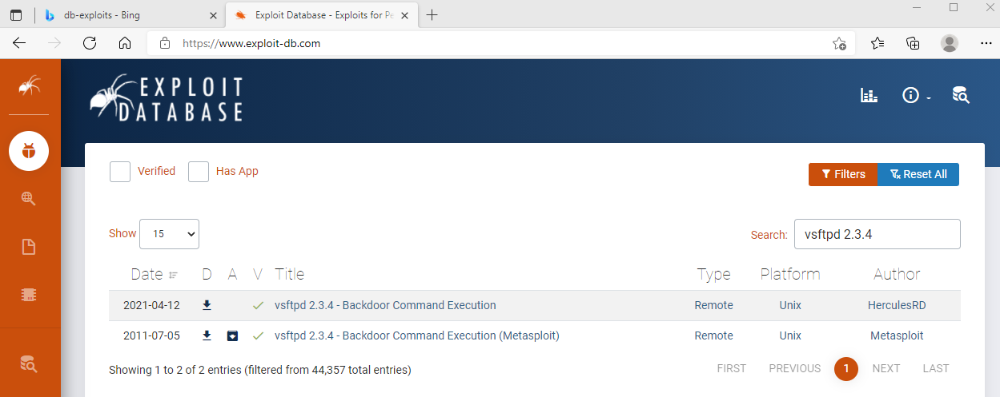 db-exploits - Bing
Exploit Database - Exploits for Pe
https://www.exploit-db.com
EXPLOIT
DATABASE
Verified
Has App
Filters
Reset All
Show 15
Search: vsftpd 2.3.4
Date D A V Title Type Platform Author
2021-04-12 vsftpd 2.3.4 - Backdoor Command Execution Remote Unix HerculesRD
2011-07-05 vsftpd 2.3.4 - Backdoor Command Execution (Metasploit) Remote Unix Metasploit
Showing 1 to 2 of 2 entries (filtered from 44,357 total entries)
FIRST PREVIOUS 1 NEXT LAST